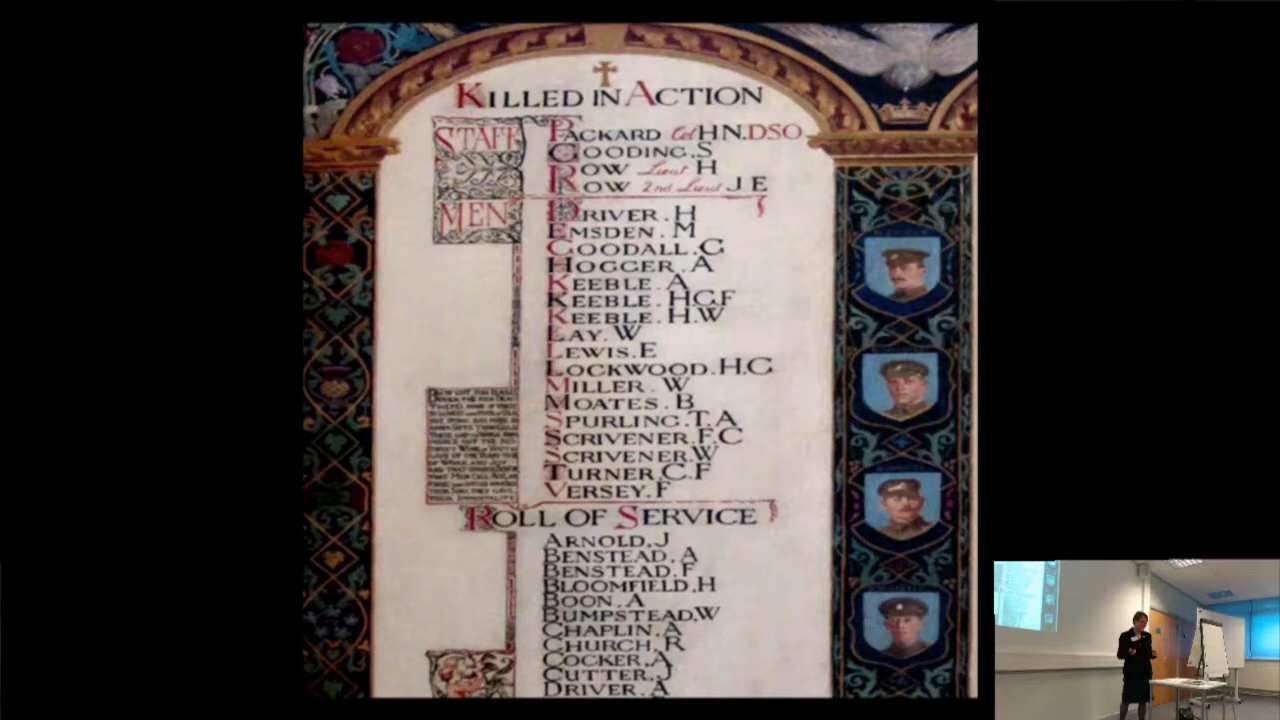 KILLED IN ACTION
STAFF
PACKARD Col H N. DSO
GOODING, S
ROW Lieut H
ROW 2nd Lieut J E
MEN
DRIVER. H
EMSDEN. M
GOODALL. G
HOGGER. A
KEEBLE. A
KEEBLE. H.G.F
KEEBLE. H.W
LAY. W
LEWIS. E
LOCKWOOD. H.G
MILLER. W
MOATES. B
SPURLING. T. A
SCRIVENER. F. C
SCRIVENER. W
TURNER. C. F
VERSEY. F
ROLL OF SERVICE
ARNOLD, J
BENSTEAD, A
BENSTEAD, F
BLOOMFIELD, H
BOON, A
BUMPSTEAD, W
CHAPLIN, A
CHURCH, R
COCKER, A
CUTTER, J
DRIVER, A